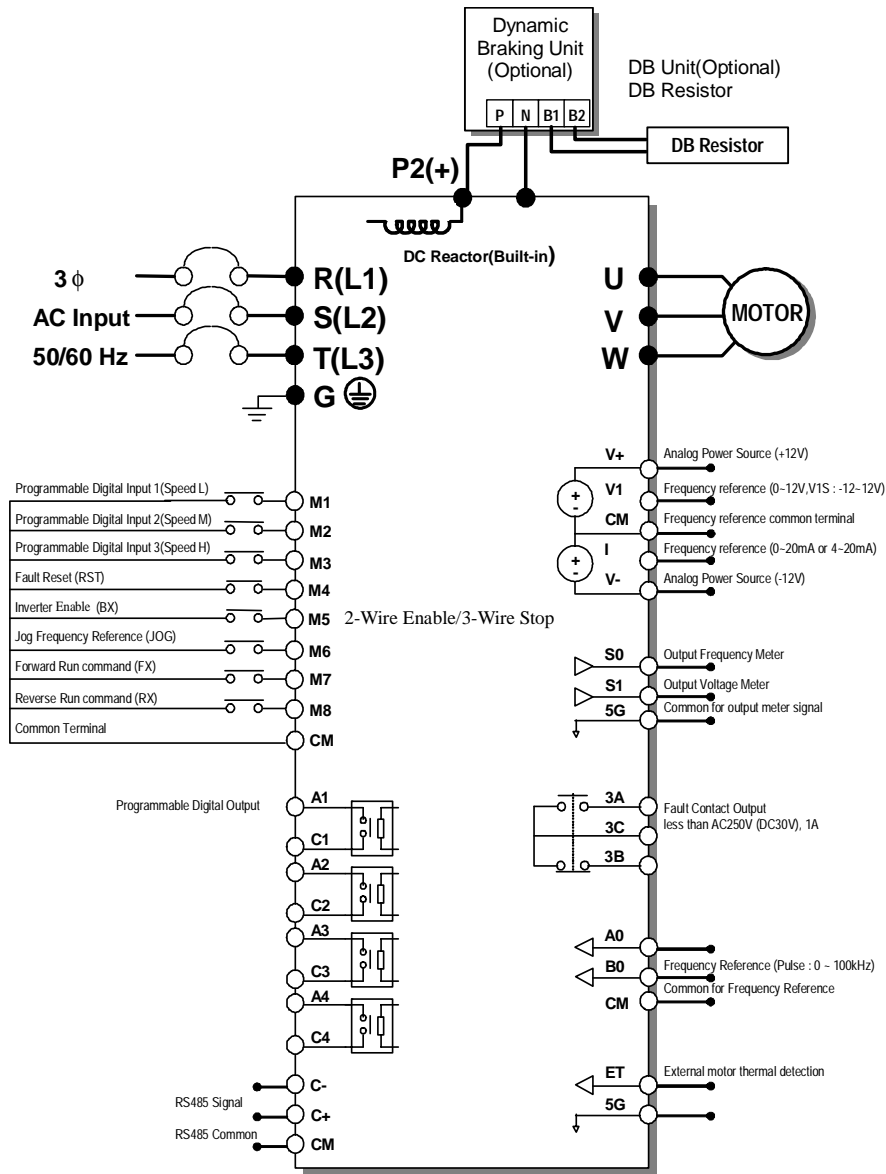 Dynamic
Braking Unit
(Optional)
DB Unit(Optional)
DB Resistor
P N B1 B2
DB Resistor
P2(+)
DC Reactor(Built-in)
3 ϕ
AC Input
50/60 Hz
R(L1)
S(L2)
T(L3)
G
U
V
W
MOTOR
Programmable Digital Input 1(Speed L)
M1
Programmable Digital Input 2(Speed M)
M2
Programmable Digital Input 3(Speed H)
M3
Fault Reset (RST)
M4
Inverter Enable (BX)
M5
2-Wire Enable/3-Wire Stop
Jog Frequency Reference (JOG)
M6
Forward Run command (FX)
M7
Reverse Run command (RX)
M8
Common Terminal
CM
V+ Analog Power Source (+12V)
+
-
V1 Frequency reference (0~12V,V1S : -12~12V)
CM Frequency reference common terminal
+
-
I Frequency reference (0~20mA or 4~20mA)
V- Analog Power Source (-12V)
S0 Output Frequency Meter
S1 Output Voltage Meter
5G Common for output meter signal
Programmable Digital Output
A1
C1
A2
C2
A3
C3
A4
C4
3A Fault Contact Output
less than AC250V (DC30V), 1A
3C
3B
A0
B0 Frequency Reference (Pulse : 0 ~ 100kHz)
CM Common for Frequency Reference
ET External motor thermal detection
5G
C-
RS485 Signal
C+
RS485 Common
CM